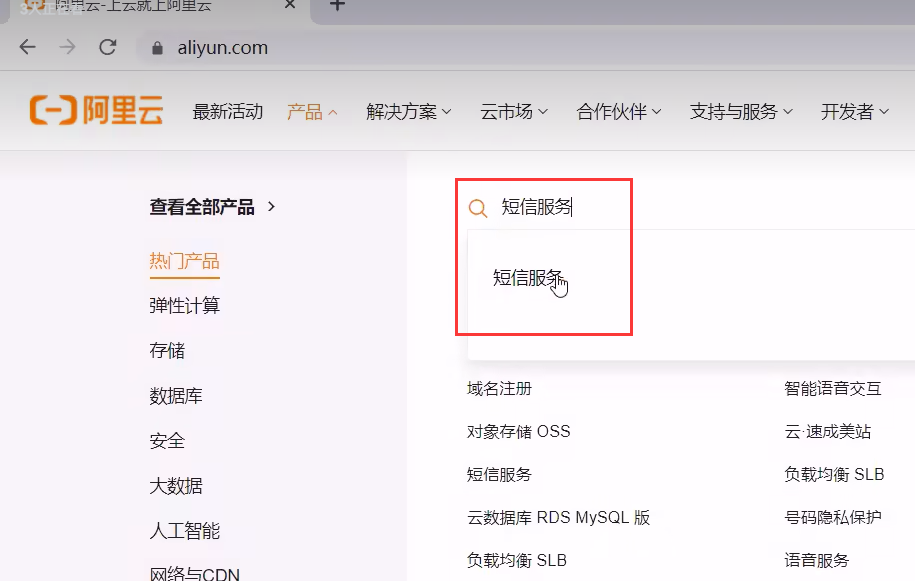 阿里云-上云就上阿里云
aliyun.com
阿里云 最新活动 产品 解决方案 云市场 合作伙伴 支持与服务 开发者
查看全部产品
热门产品
弹性计算
存储
数据库
安全
大数据
人工智能
网络与CDN
短信服务
短信服务
域名注册 智能语音交互
对象存储 OSS 云·速成美站
短信服务 负载均衡 SLB
云数据库 RDS MySQL 版 号码隐私保护
负载均衡 SLB 语音服务